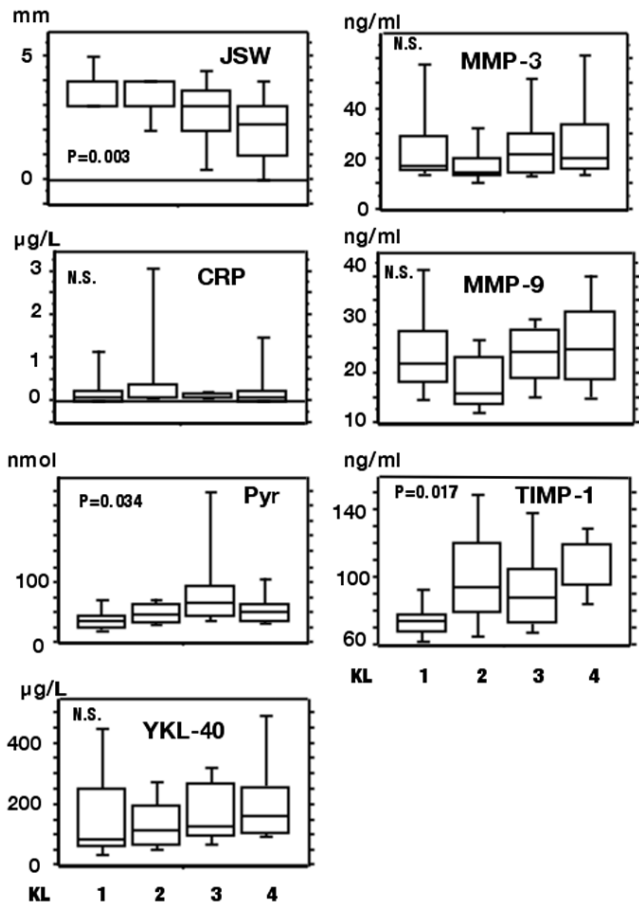 mm
JSW
5
P=0.003
0
ng/ml
N.S.
MMP-3
40
20
0
µg/L
3
N.S.
CRP
2
1
0
ng/ml
40
N.S.
MMP-9
30
20
10
nmol
P=0.034
Pyr
100
0
ng/ml
P=0.017
TIMP-1
140
100
60
KL 1 2 3 4
µg/L
N.S.
YKL-40
400
200
0
KL 1 2 3 4